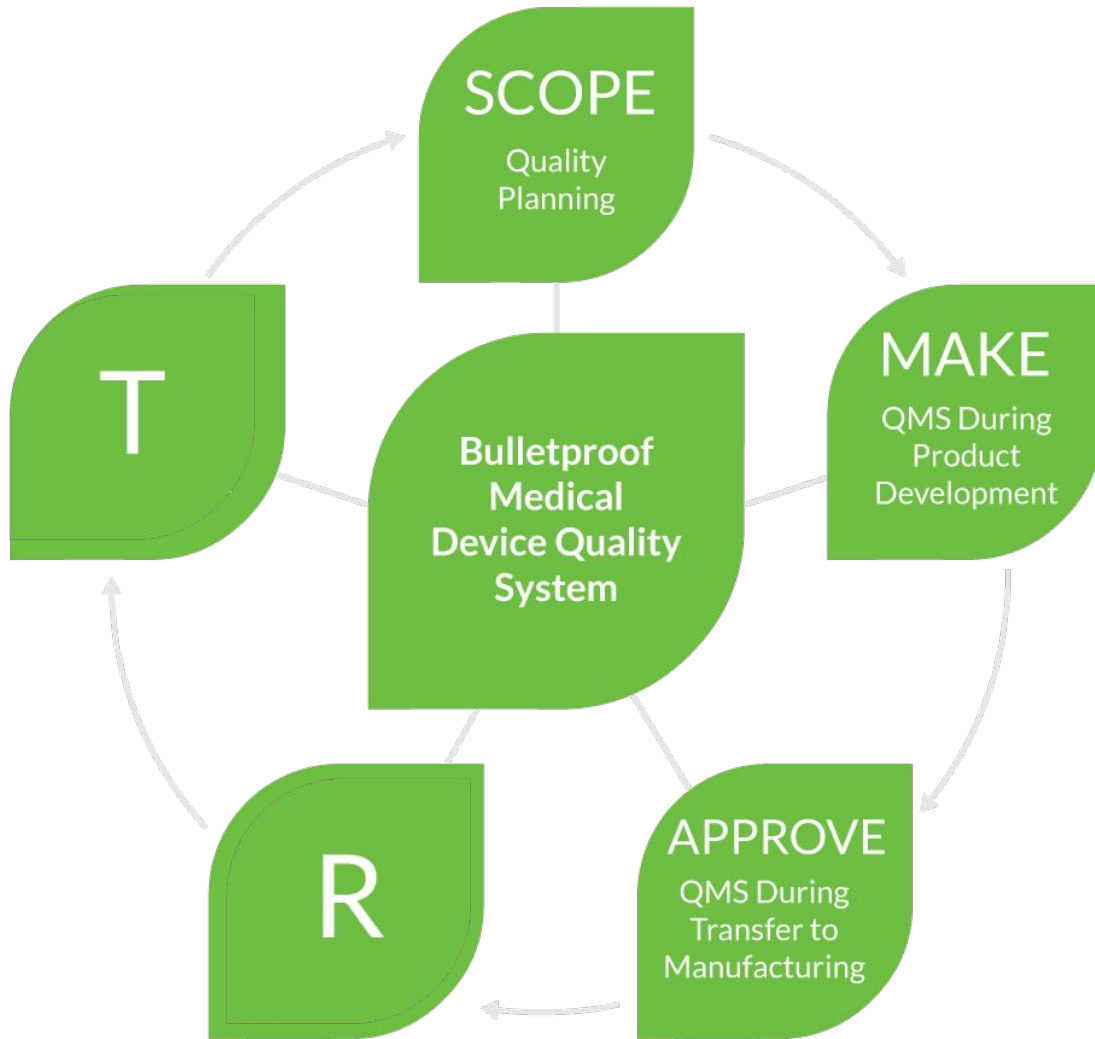 SCOPE
Quality
Planning
MAKE
QMS During
Product
Development
APPROVE
QMS During
Transfer to
Manufacturing
R
T
Bulletproof
Medical
Device Quality
System